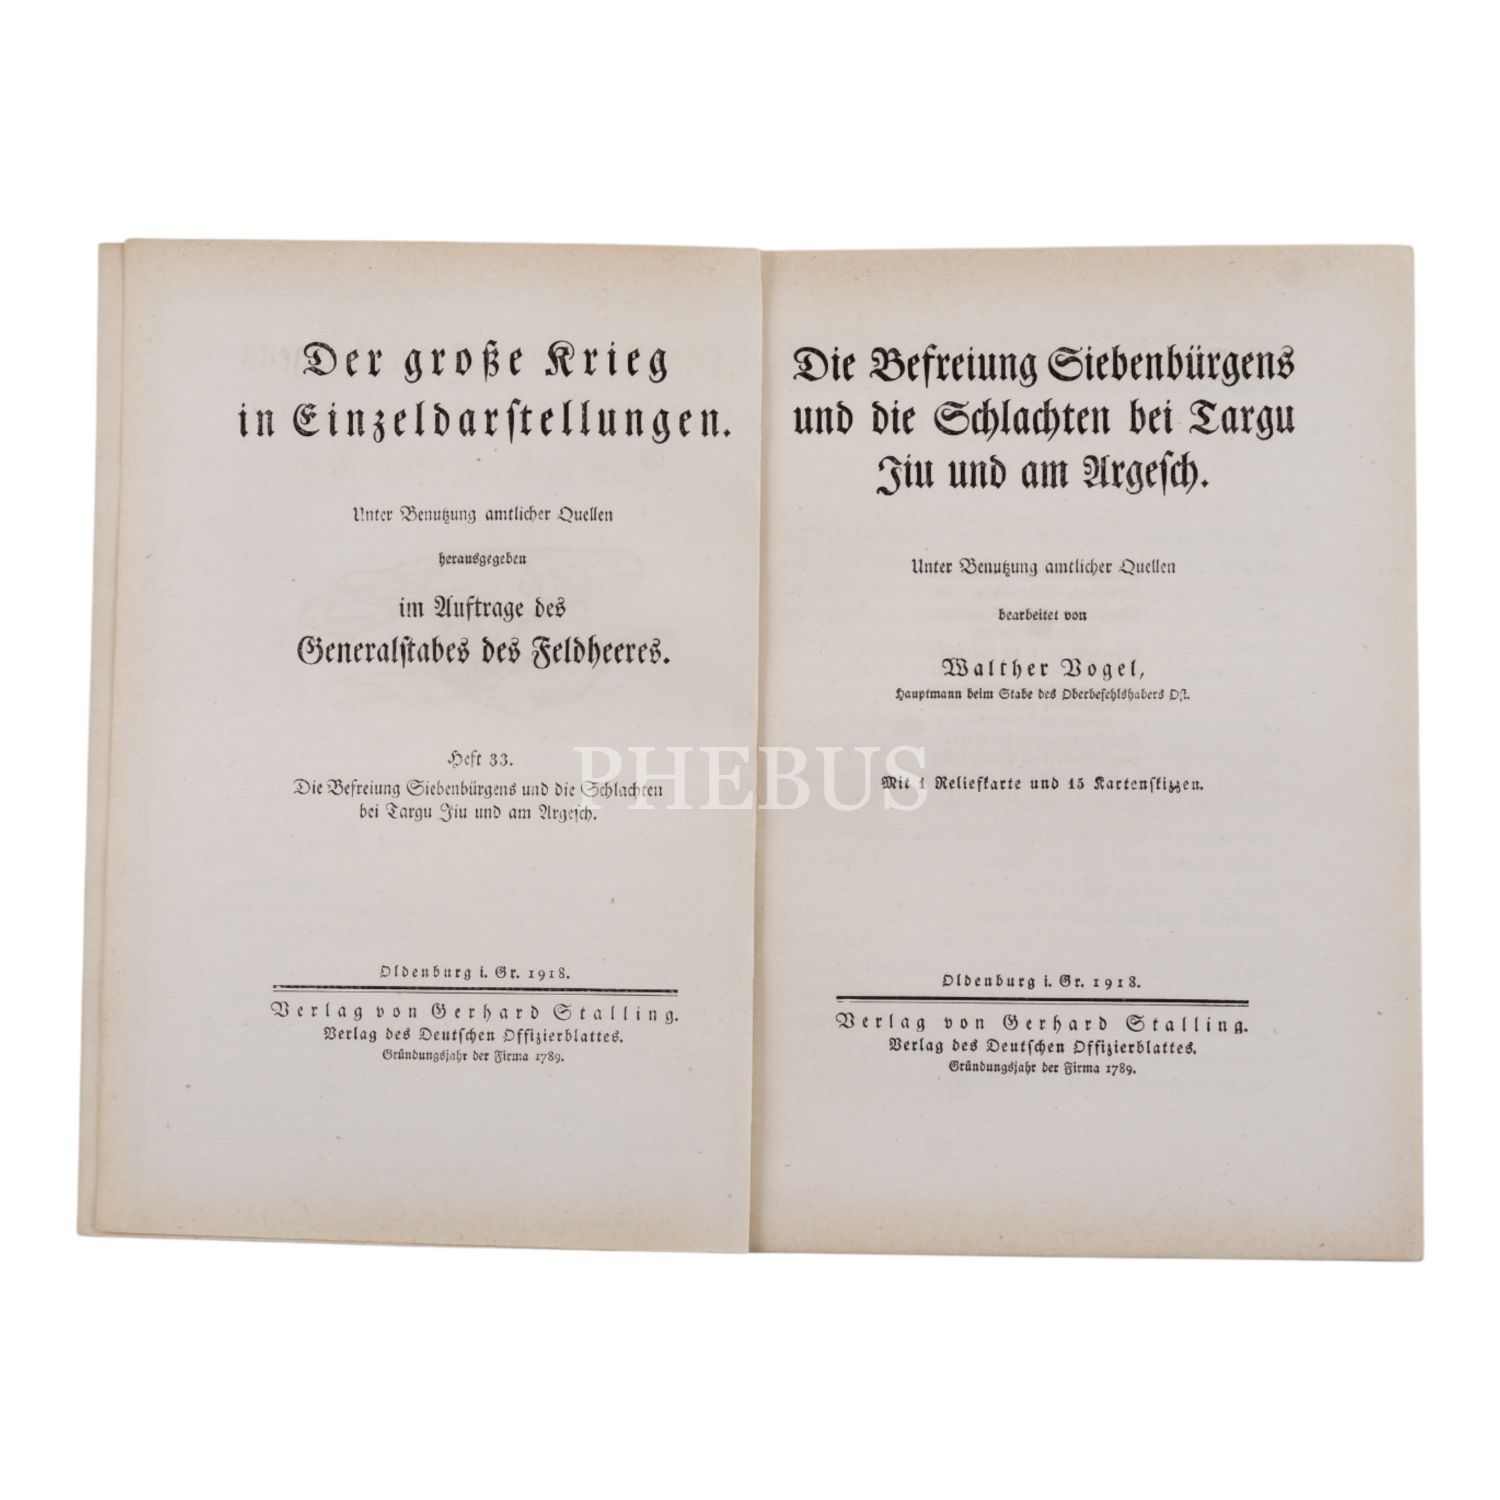 Der große Krieg
in Einzeldarſtellungen.
Unter Benutzung amtlicher Quellen
herausgegeben
im Auftrage des
Generalſtabes des Feldheeres.
Heft 33.
Die Befreiung Siebenbürgens und die Schlachten
bei Targu Jiu und am Argeſch.
Oldenburg i. Gr. 1918.
Verlag von Gerhard Stalling.
Verlag des Deutſchen Offizierblattes.
Gründungsjahr der Firma 1789.
Die Befreiung Siebenbürgens
und die Schlachten bei Targu
Jiu und am Argeſch.
Unter Benutzung amtlicher Quellen
bearbeitet von
Walther Vogel,
Hauptmann beim Stabe des Oberbefehlshabers Oſt.
Mit 1 Reliefkarte und 15 Kartenſkizzen.
Oldenburg i. Gr. 1918.
Verlag von Gerhard Stalling.
Verlag des Deutſchen Offizierblattes.
Gründungsjahr der Firma 1789.
PHEBUS